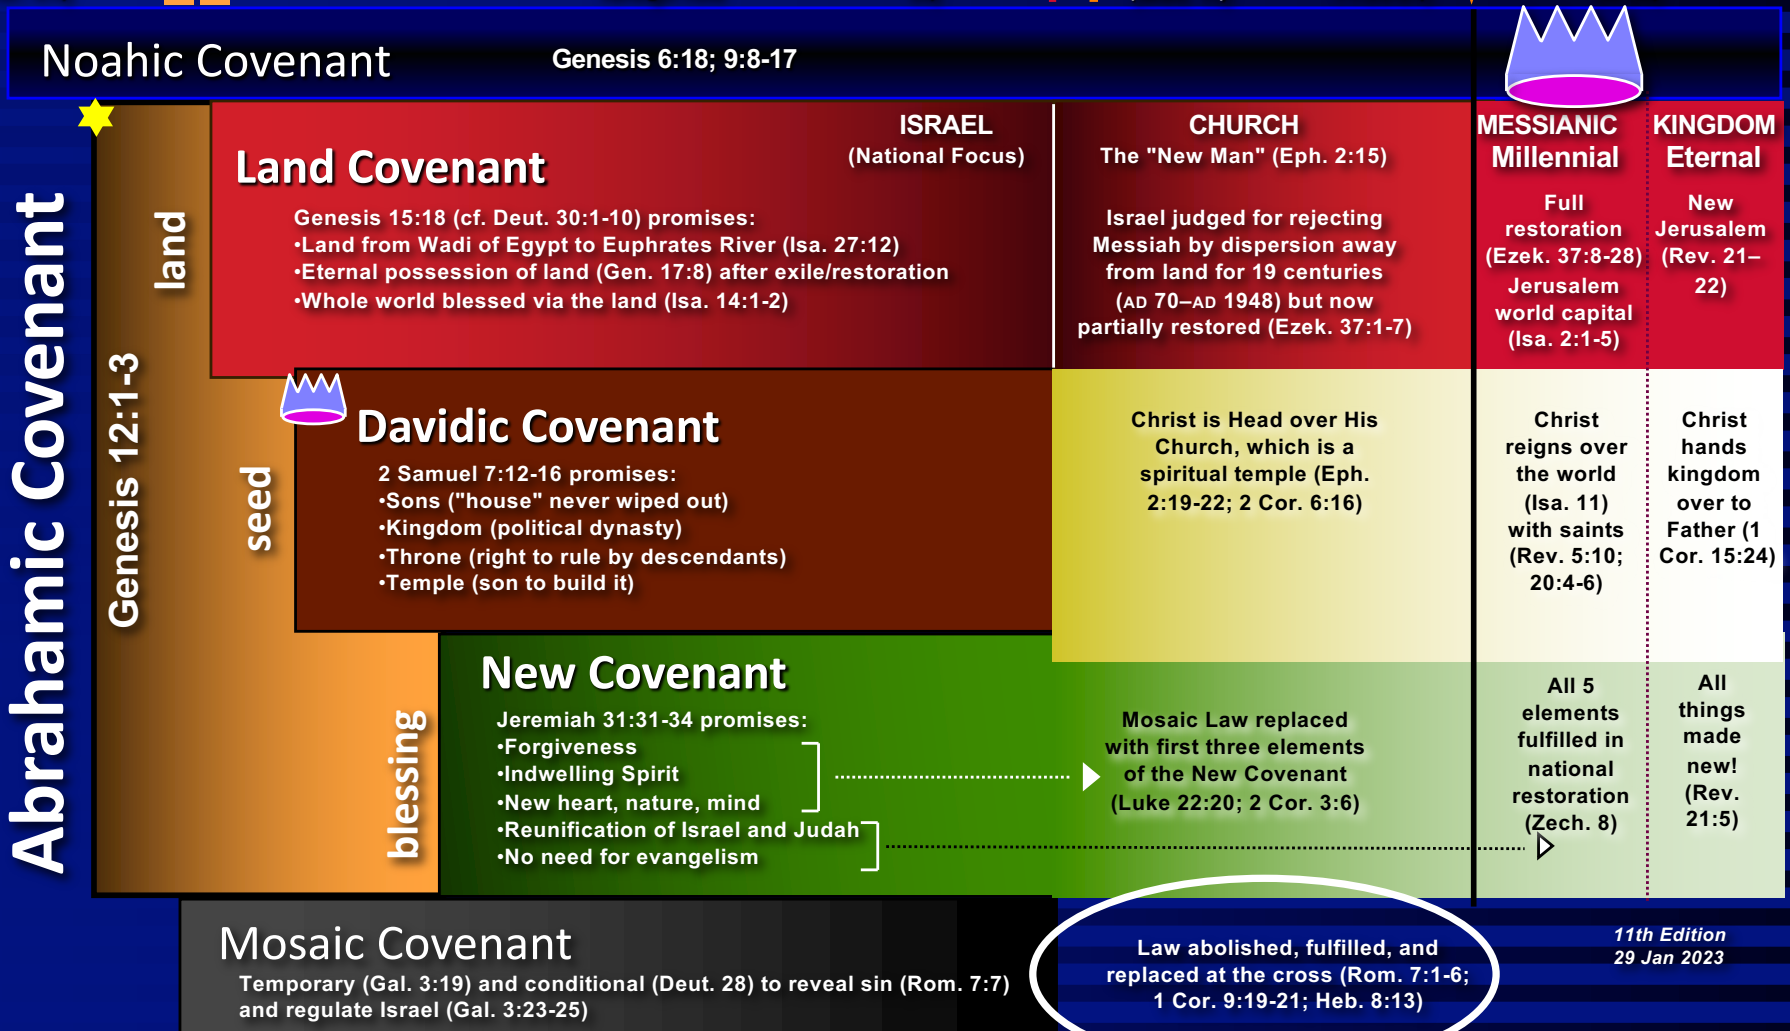 Noahic Covenant
Genesis 6:18; 9:8-17
Abrahamic Covenant
Genesis 12:1-3
land
seed
blessing
Land Covenant
ISRAEL
(National Focus)
Genesis 15:18 (cf. Deut. 30:1-10) promises:
•Land from Wadi of Egypt to Euphrates River (Isa. 27:12)
•Eternal possession of land (Gen. 17:8) after exile/restoration
•Whole world blessed via the land (Isa. 14:1-2)
CHURCH
The "New Man" (Eph. 2:15)
Israel judged for rejecting
Messiah by dispersion away
from land for 19 centuries
(AD 70–AD 1948) but now
partially restored (Ezek. 37:1-7)
MESSIANIC
Millennial
Full
restoration
(Ezek. 37:8-28)
Jerusalem
world capital
(Isa. 2:1-5)
KINGDOM
Eternal
New
Jerusalem
(Rev. 21–
22)
Davidic Covenant
2 Samuel 7:12-16 promises:
•Sons ("house" never wiped out)
•Kingdom (political dynasty)
•Throne (right to rule by descendants)
•Temple (son to build it)
Christ is Head over His
Church, which is a
spiritual temple (Eph.
2:19-22; 2 Cor. 6:16)
Christ
reigns over
the world
(Isa. 11)
with saints
(Rev. 5:10;
20:4-6)
Christ
hands
kingdom
over to
Father (1
Cor. 15:24)
New Covenant
Jeremiah 31:31-34 promises:
•Forgiveness
•Indwelling Spirit
•New heart, nature, mind
•Reunification of Israel and Judah
•No need for evangelism
Mosaic Law replaced
with first three elements
of the New Covenant
(Luke 22:20; 2 Cor. 3:6)
All 5
elements
fulfilled in
national
restoration
(Zech. 8)
All
things
made
new!
(Rev.
21:5)
Mosaic Covenant
Temporary (Gal. 3:19) and conditional (Deut. 28) to reveal sin (Rom. 7:7)
and regulate Israel (Gal. 3:23-25)
Law abolished, fulfilled, and
replaced at the cross (Rom. 7:1-6;
1 Cor. 9:19-21; Heb. 8:13)
11th Edition
29 Jan 2023